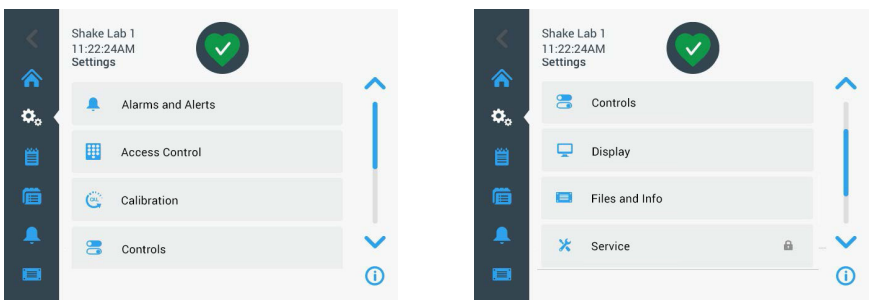 Shake Lab 1
11:22:24AM
Settings
Alarms and Alerts
Access Control
Calibration
Controls
Shake Lab 1
11:22:24AM
Settings
Controls
Display
Files and Info
Service